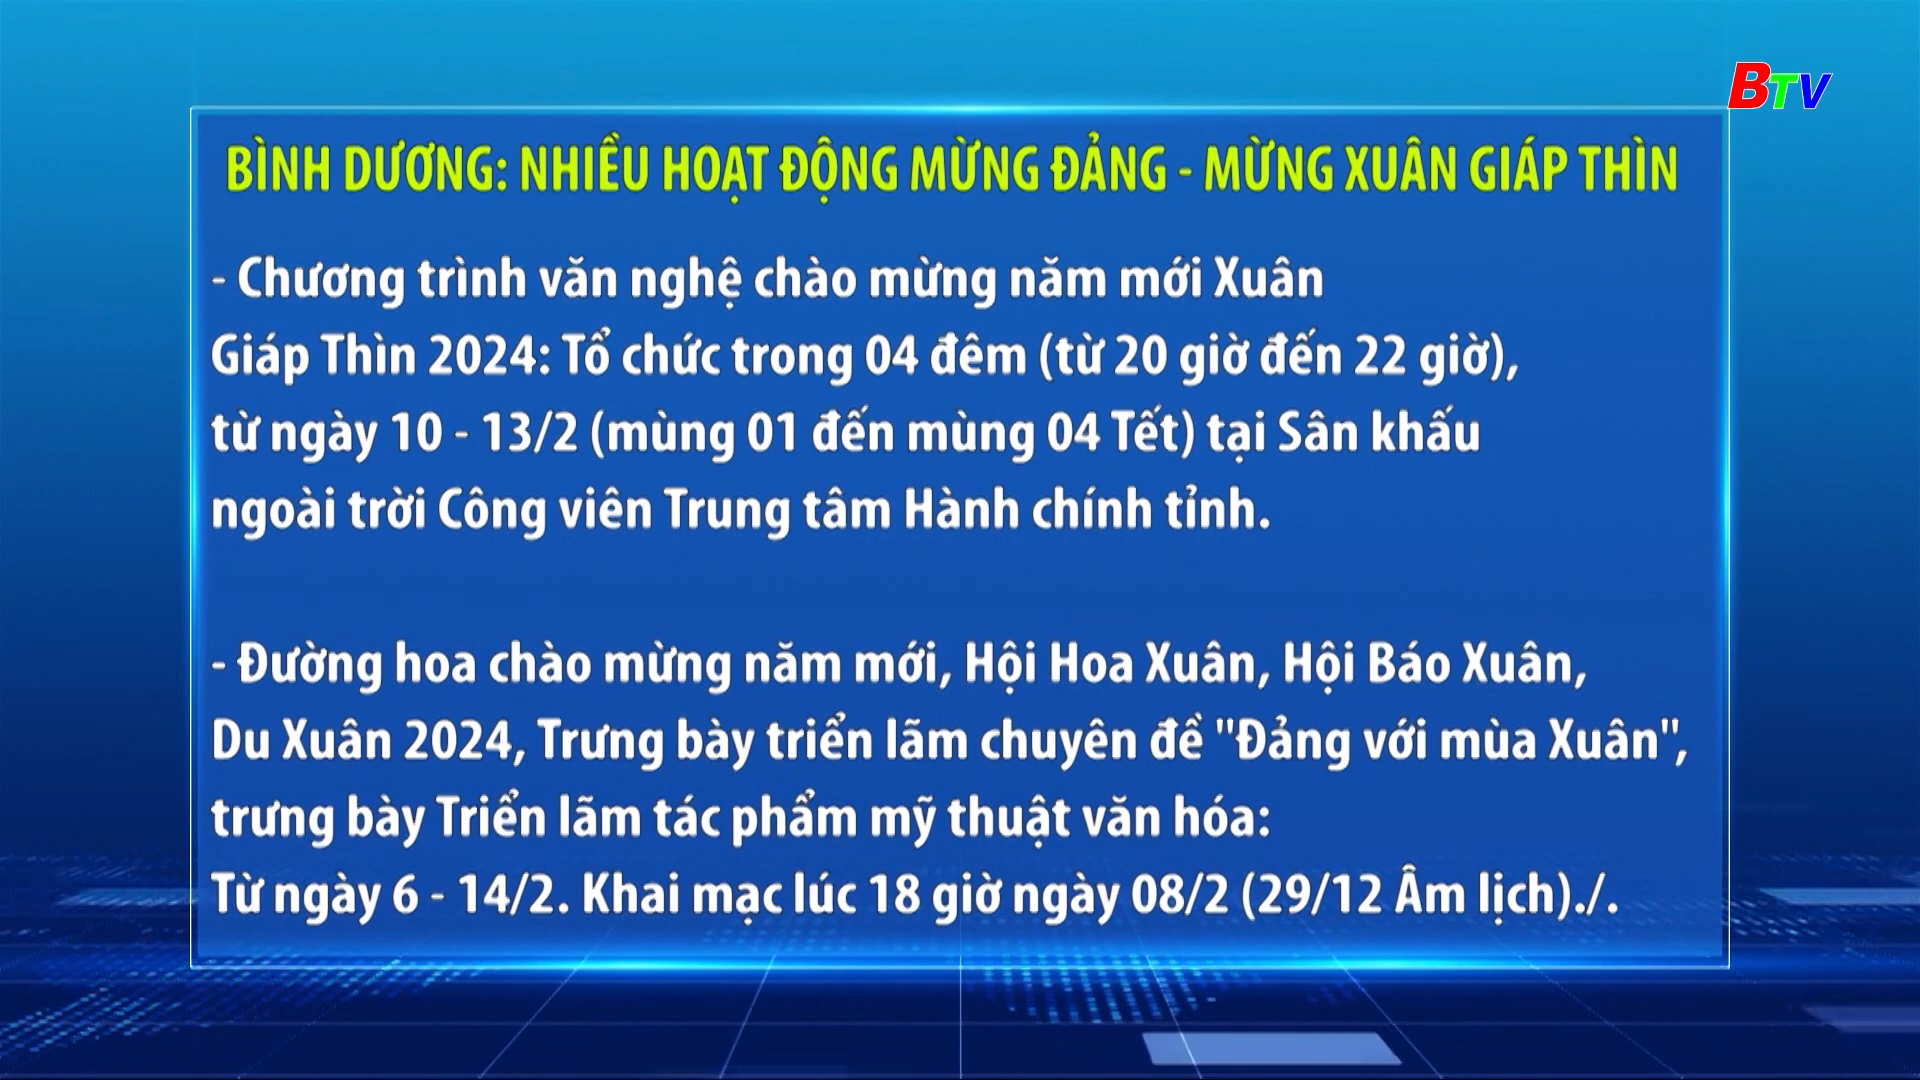 BTV
BÌNH DƯƠNG: NHIỀU HOẠT ĐỘNG MỪNG ĐẢNG - MỪNG XUÂN GIÁP THÌN
- Chương trình văn nghệ chào mừng năm mới Xuân
Giáp Thìn 2024: Tổ chức trong 04 đêm (từ 20 giờ đến 22 giờ),
từ ngày 10 - 13/2 (mùng 01 đến mùng 04 Tết) tại Sân khấu
ngoài trời Công viên Trung tâm Hành chính tỉnh.
- Đường hoa chào mừng năm mới, Hội Hoa Xuân, Hội Báo Xuân,
Du Xuân 2024, Trưng bày triển lãm chuyên đề "Đảng với mùa Xuân",
trưng bày Triển lãm tác phẩm mỹ thuật văn hóa:
Từ ngày 6 - 14/2. Khai mạc lúc 18 giờ ngày 08/2 (29/12 Âm lịch)./.